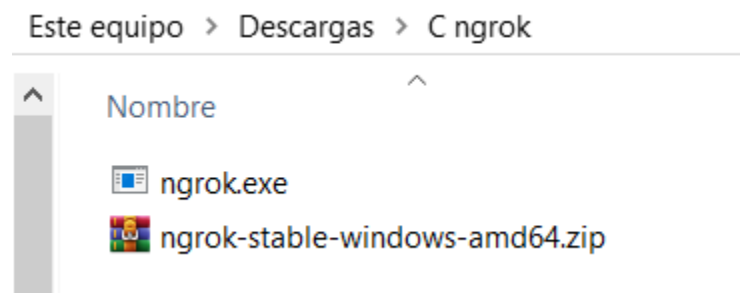 Este equipo > Descargas > C ngrok
Nombre
ngrok.exe
ngrok-stable-windows-amd64.zip